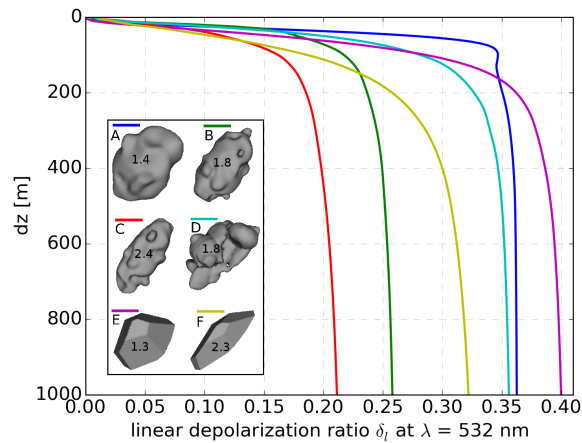 0
200
400
600
800
1000
dz [m]
A
B
1.4
1.8
C
D
2.4
1.8
E
F
1.3
2.3
0.00 0.05 0.10 0.15 0.20 0.25 0.30 0.35 0.40
linear depolarization ratio δl at λ = 532 nm